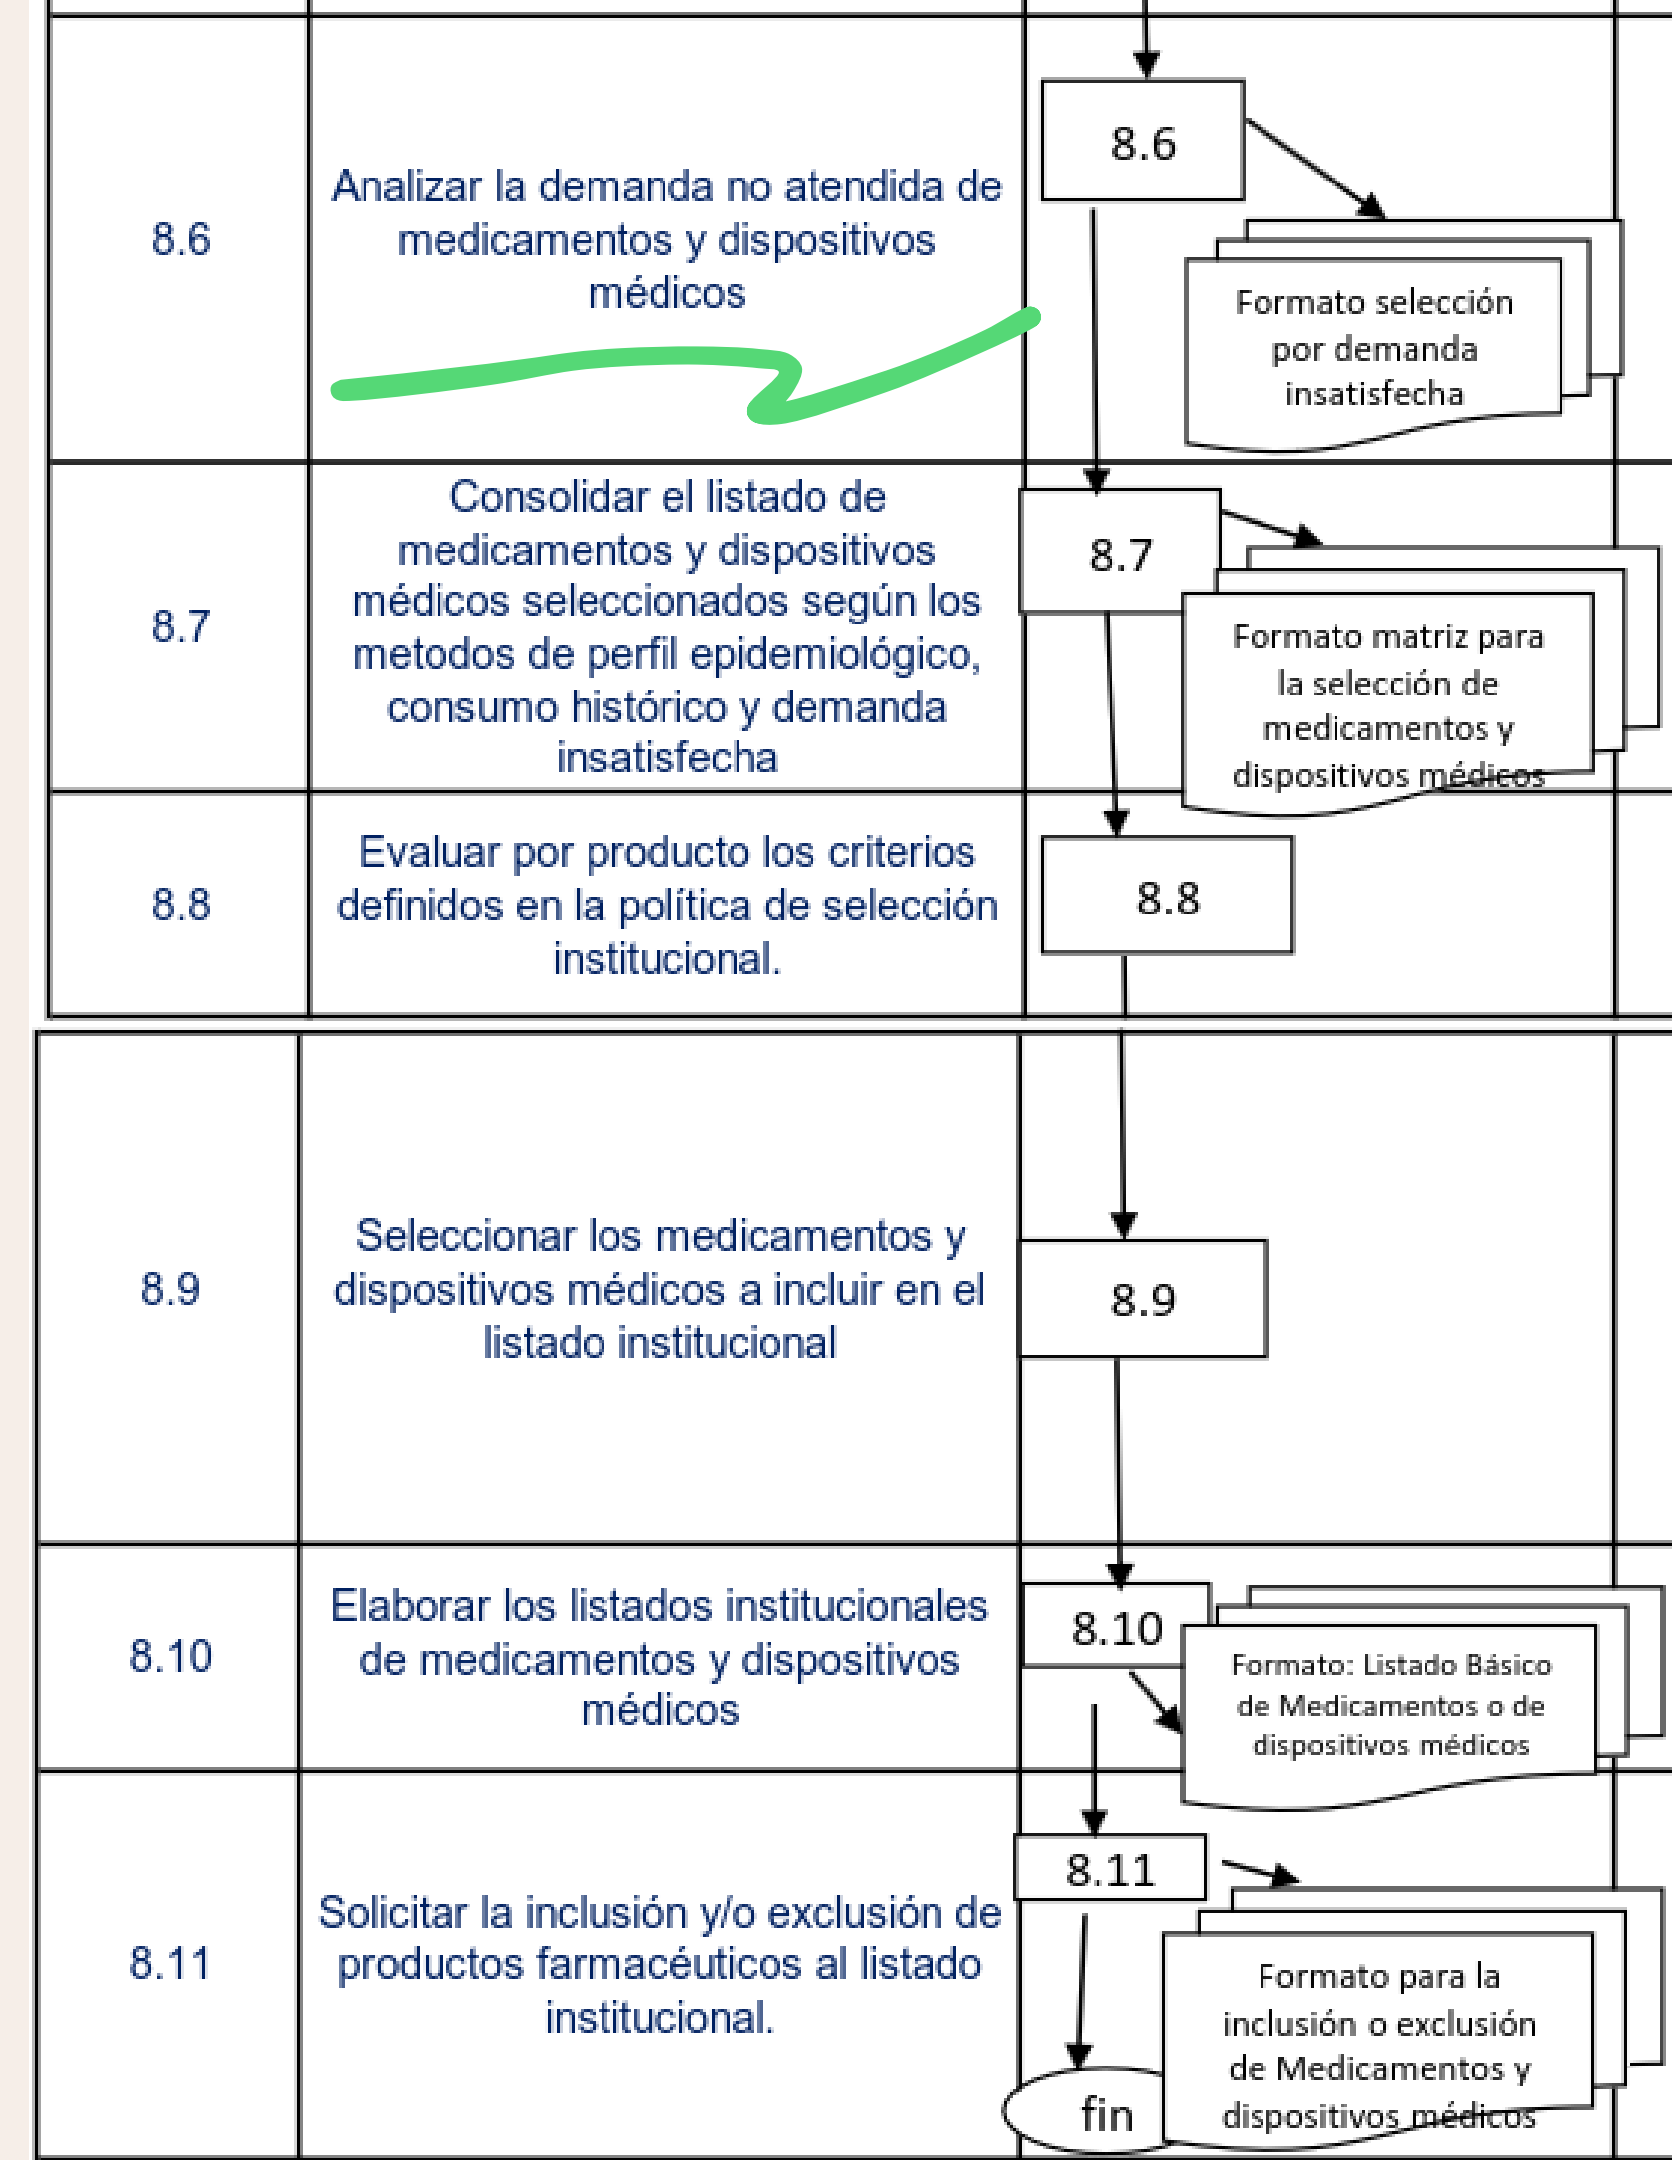 8.6
Analizar la demanda no atendida de
medicamentos y dispositivos
médicos
8.6
Formato selección
por demanda
insatisfecha
8.7
Consolidar el listado de
medicamentos y dispositivos
médicos seleccionados según los
metodos de perfil epidemiológico,
consumo histórico y demanda
insatisfecha
8.7
Formato matriz para
la selección de
medicamentos y
dispositivos médicos
8.8
Evaluar por producto los criterios
definidos en la política de selección
institucional.
8.8
8.9
Seleccionar los medicamentos y
dispositivos médicos a incluir en el
listado institucional
8.9
8.10
Elaborar los listados institucionales
de medicamentos y dispositivos
médicos
8.10
Formato: Listado Básico
de Medicamentos o de
dispositivos médicos
8.11
Solicitar la inclusión y/o exclusión de
productos farmacéuticos al listado
institucional.
8.11
Formato para la
inclusión o exclusión
de Medicamentos y
dispositivos médicos
fin